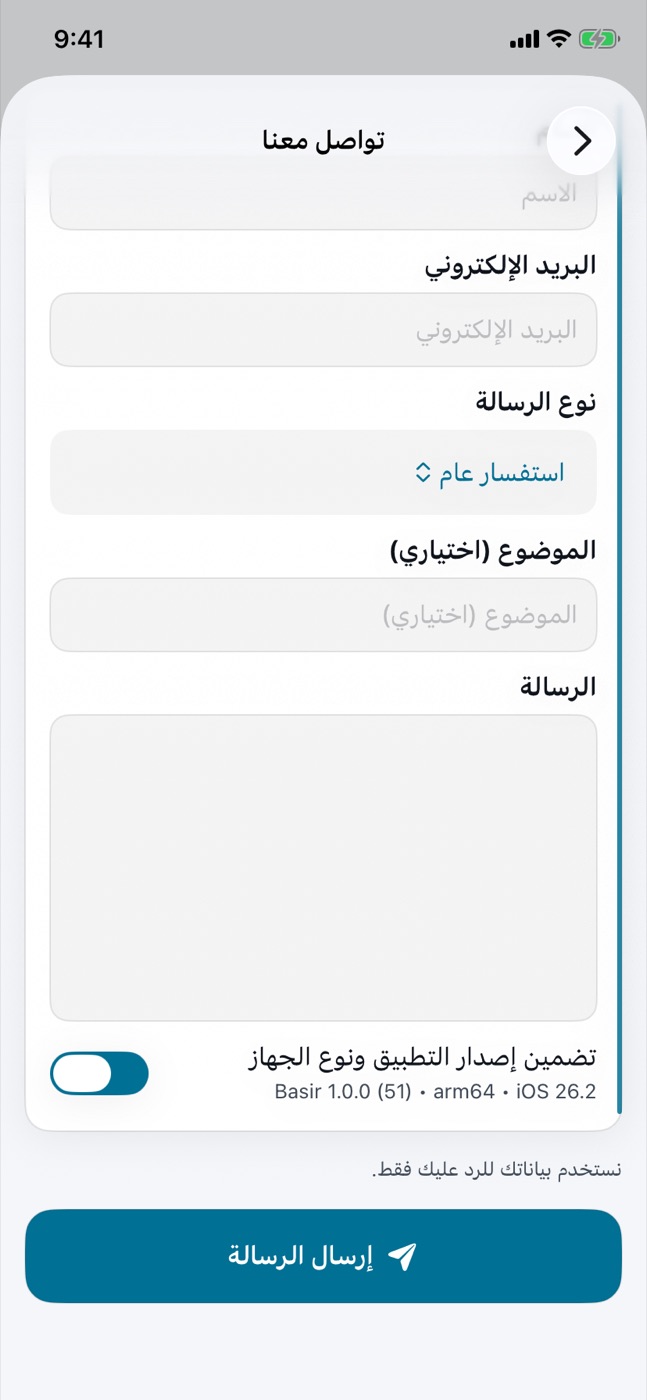 9:41
تواصل معنا
الاسم
البريد الإلكتروني
البريد الإلكتروني
نوع الرسالة
استفسار عام
الموضوع (اختياري)
الموضوع (اختياري)
الرسالة
تضمين إصدار التطبيق ونوع الجهاز
Basir 1.0.0 (51) • arm64 • iOS 26.2
نستخدم بياناتك للرد عليك فقط.
إرسال الرسالة